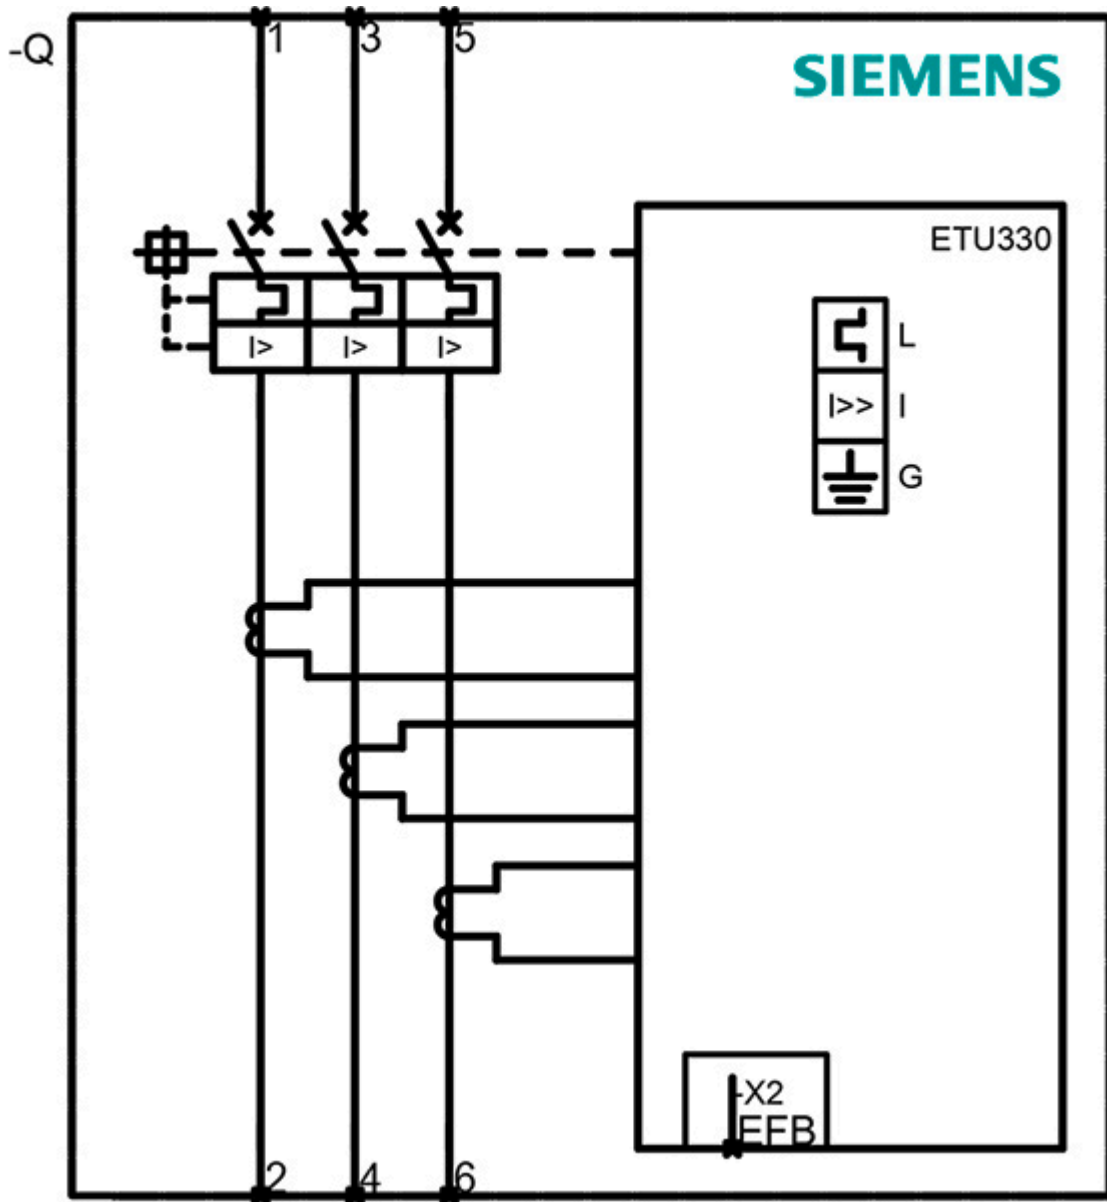 1 3 5
-Q
SIEMENS
ETU330
L
I> I> I>
I>> I
G
-X2
EFB
2 4 6